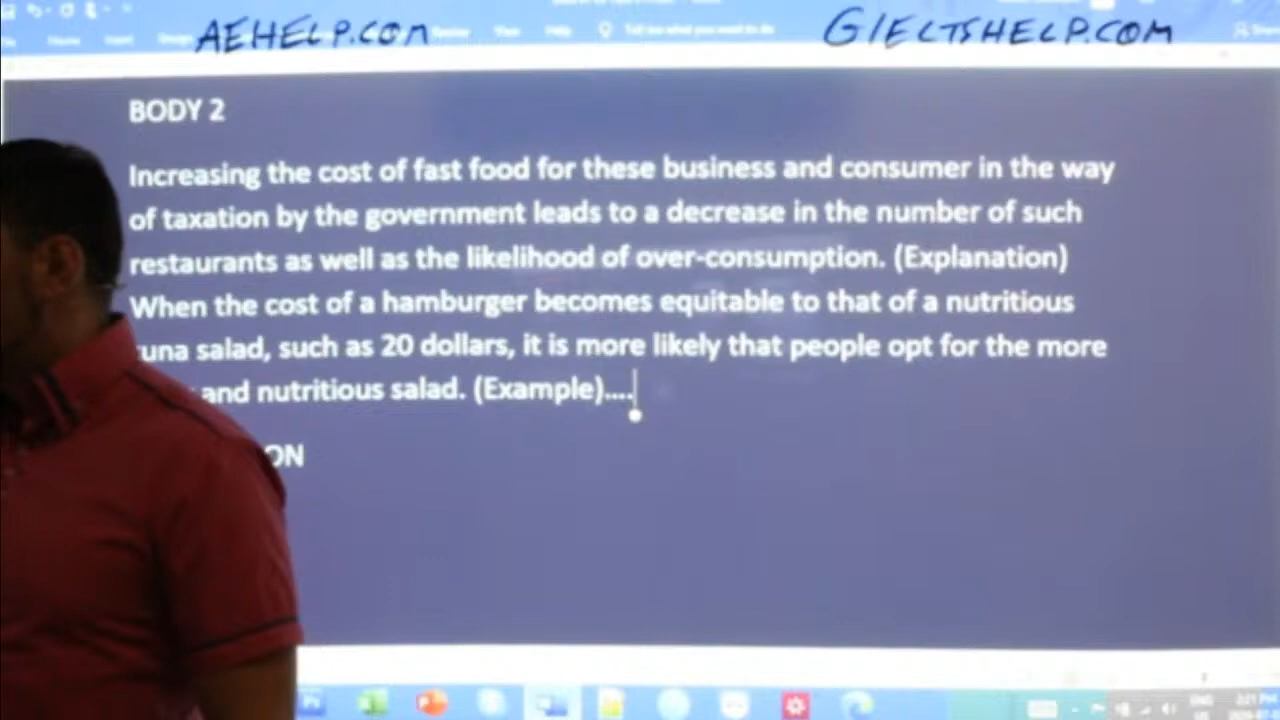 AEHELP.COM
GIELTSHELP.COM
BODY 2
Increasing the cost of fast food for these business and consumer in the way
of taxation by the government leads to a decrease in the number of such
restaurants as well as the likelihood of over-consumption. (Explanation)
When the cost of a hamburger becomes equitable to that of a nutritious
salad, such as 20 dollars, it is more likely that people opt for the more
and nutritious salad. (Example)....
ON